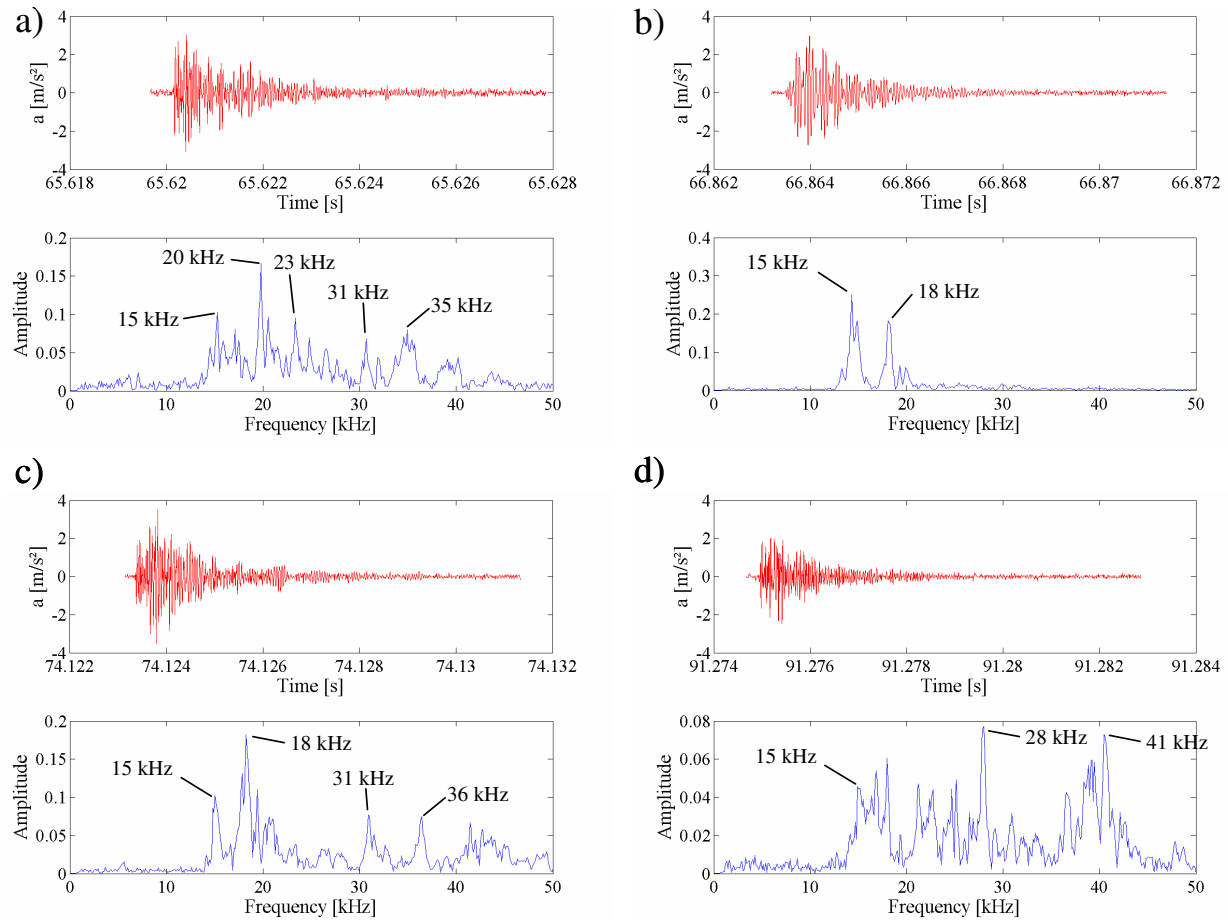 a)
4
2
0
-2
-4
a [m/s²]
65.618 65.62 65.622 65.624 65.626 65.628
Time [s]
0.2
0.15
0.1
0.05
0
Amplitude
15 kHz
20 kHz
23 kHz
31 kHz
35 kHz
0 10 20 30 40 50
Frequency [kHz]
b)
4
2
0
-2
-4
a [m/s²]
66.862 66.864 66.866 66.868 66.87 66.872
Time [s]
0.4
0.3
0.2
0.1
0
Amplitude
15 kHz
18 kHz
0 10 20 30 40 50
Frequency [kHz]
c)
4
2
0
-2
-4
a [m/s²]
74.122 74.124 74.126 74.128 74.13 74.132
Time [s]
0.2
0.15
0.1
0.05
0
Amplitude
15 kHz
18 kHz
31 kHz
36 kHz
0 10 20 30 40 50
Frequency [kHz]
d)
4
2
0
-2
-4
a [m/s²]
91.274 91.276 91.278 91.28 91.282 91.284
Time [s]
0.08
0.06
0.04
0.02
0
Amplitude
15 kHz
28 kHz
41 kHz
0 10 20 30 40 50
Frequency [kHz]